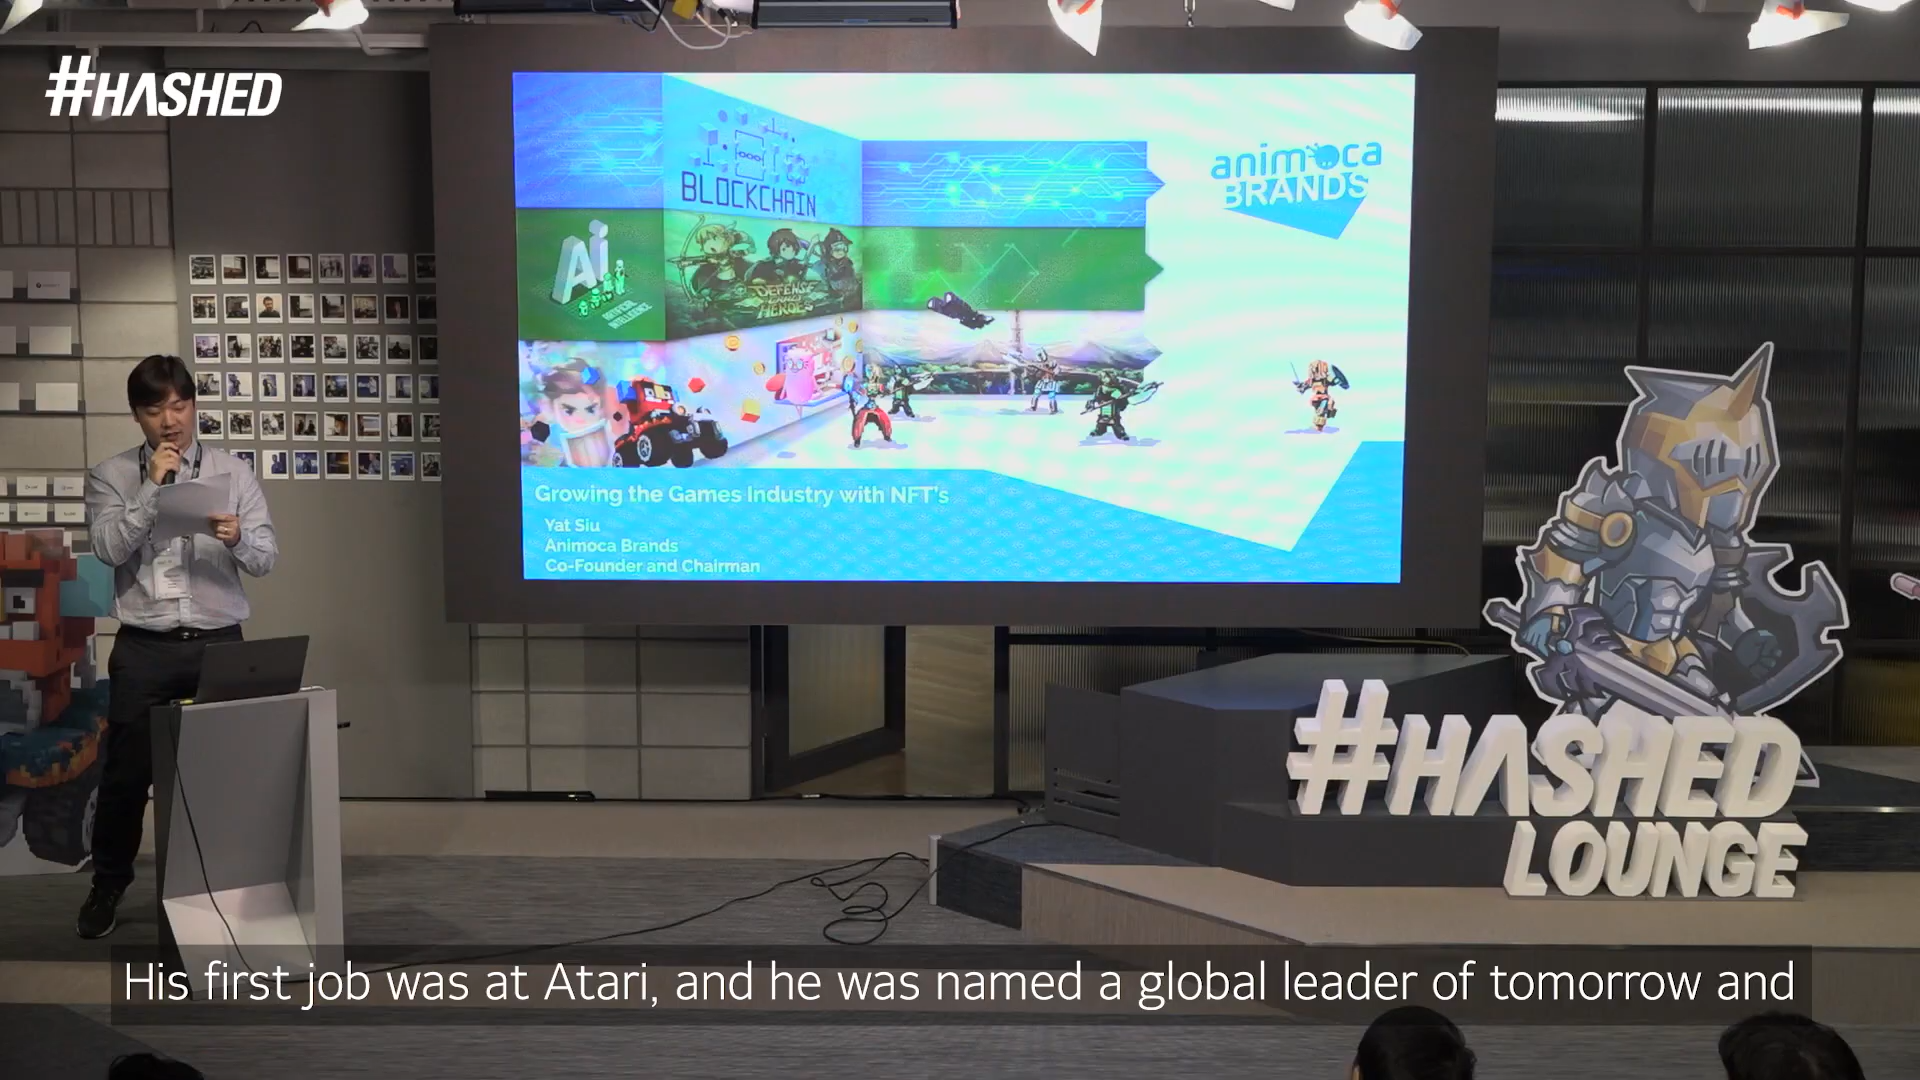 #HASHED
BLOCKCHAIN
animoca
BRANDS
Ai
ARTIFICIAL
INTELLIGENCE
DEFENSE
HEROES
Growing the Games Industry with NFT's
Yat Siu
Animoca Brands
Co-Founder and Chairman
#HASHED
LOUNGE
His first job was at Atari, and he was named a global leader of tomorrow and